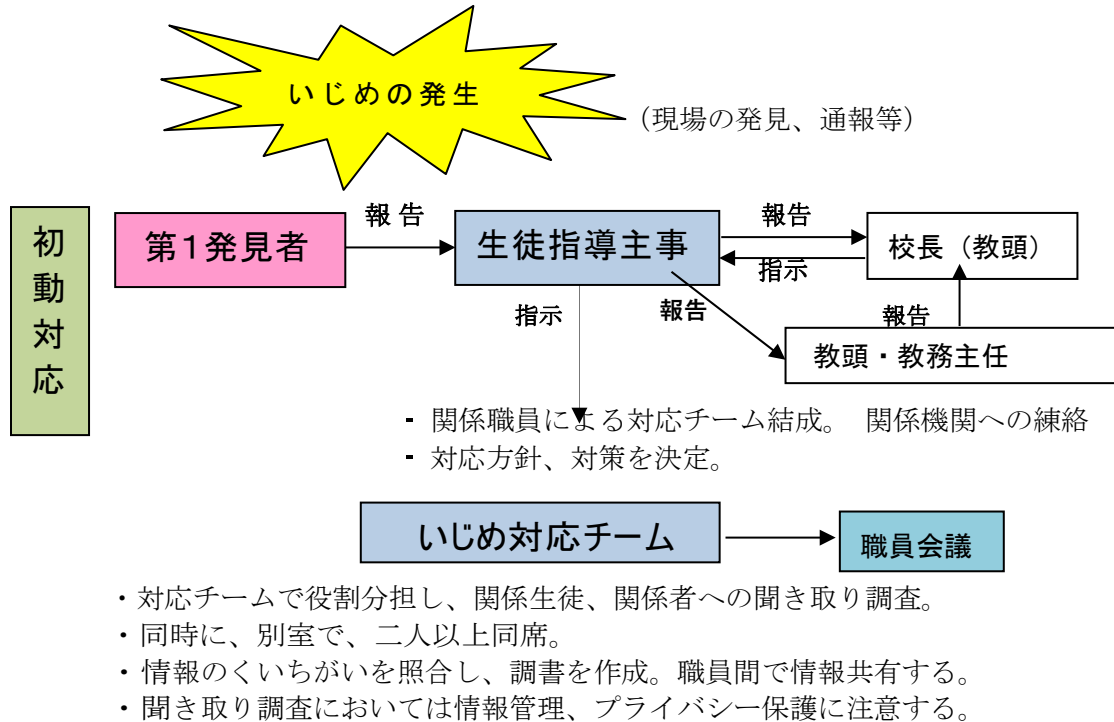 いじめの発生
（現場の発見、通報等）
初動対応
第１発見者
報 告
生徒指導主事
報告
指示
校長（教頭）
指示
報告
報告
教頭・教務主任
- 関係職員による対応チーム結成。 関係機関への練絡
- 対応方針、対策を決定。
いじめ対応チーム
職員会議
・対応チームで役割分担し、関係生徒、関係者への聞き取り調査。
・同時に、別室で、二人以上同席。
・情報のくいちがいを照合し、調書を作成。職員間で情報共有する。
・聞き取り調査においては情報管理、プライバシー保護に注意する。